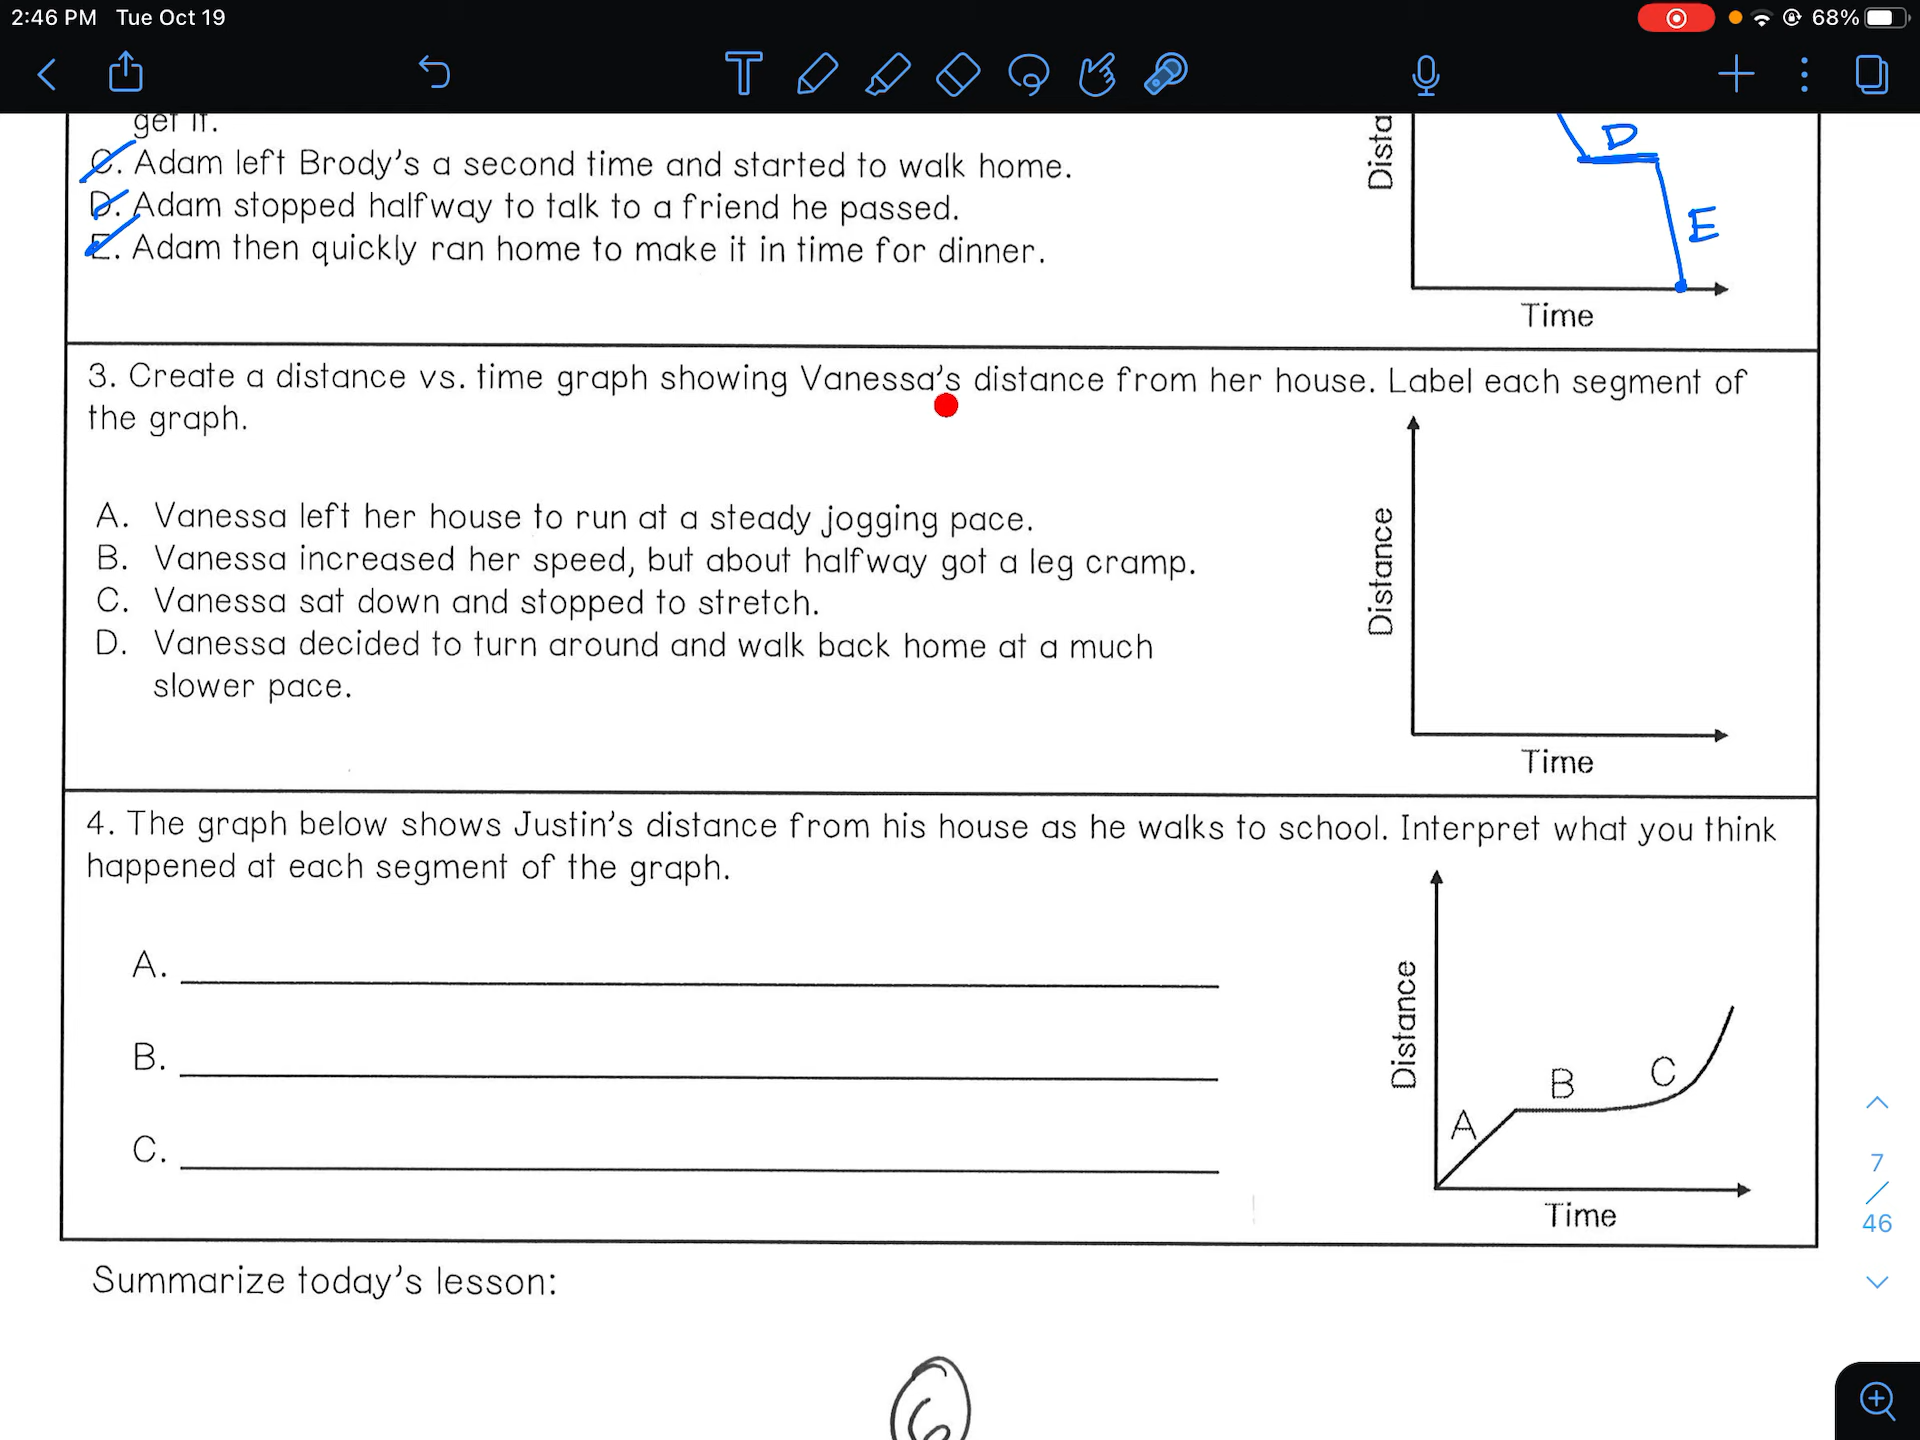 2:46 PM Tue Oct 19
68%
get it.
C. Adam left Brody's a second time and started to walk home.
D. Adam stopped halfway to talk to a friend he passed.
E. Adam then quickly ran home to make it in time for dinner.
Dista
D
E
Time
3. Create a distance vs. time graph showing Vanessa's distance from her house. Label each segment of
the graph.
A. Vanessa left her house to run at a steady jogging pace.
B. Vanessa increased her speed, but about halfway got a leg cramp.
C. Vanessa sat down and stopped to stretch.
D. Vanessa decided to turn around and walk back home at a much
slower pace.
Distance
Time
4. The graph below shows Justin's distance from his house as he walks to school. Interpret what you think
happened at each segment of the graph.
A.
B.
C.
Distance
A
B
C
Time
7
/
46
Summarize today's lesson:
6